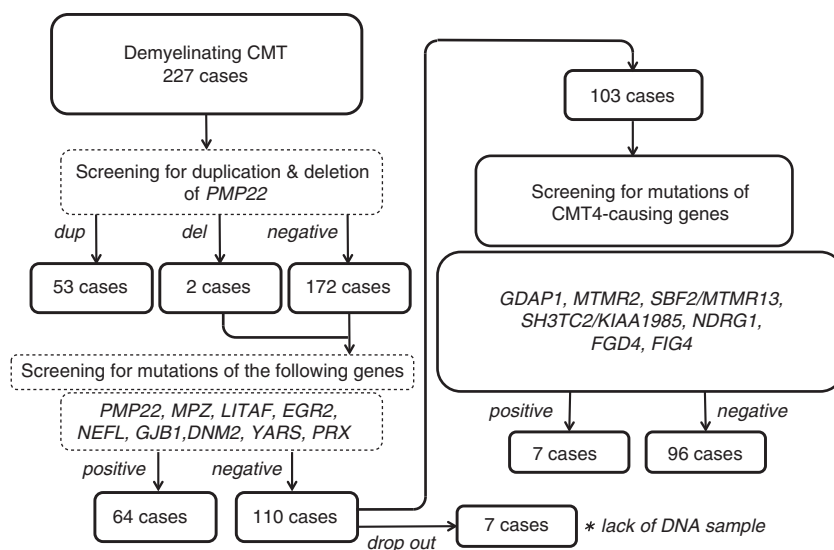 Demyelinating CMT
227 cases
Screening for duplication & deletion
of PMP22
dup
del
negative
53 cases
2 cases
172 cases
Screening for mutations of the following genes
PMP22, MPZ, LITAF, EGR2,
NEFL, GJB1,DNM2, YARS, PRX
positive
negative
64 cases
110 cases
drop out
7 cases
* lack of DNA sample
103 cases
Screening for mutations of
CMT4-causing genes
GDAP1, MTMR2, SBF2/MTMR13,
SH3TC2/KIAA1985, NDRG1,
FGD4, FIG4
positive
negative
7 cases
96 cases